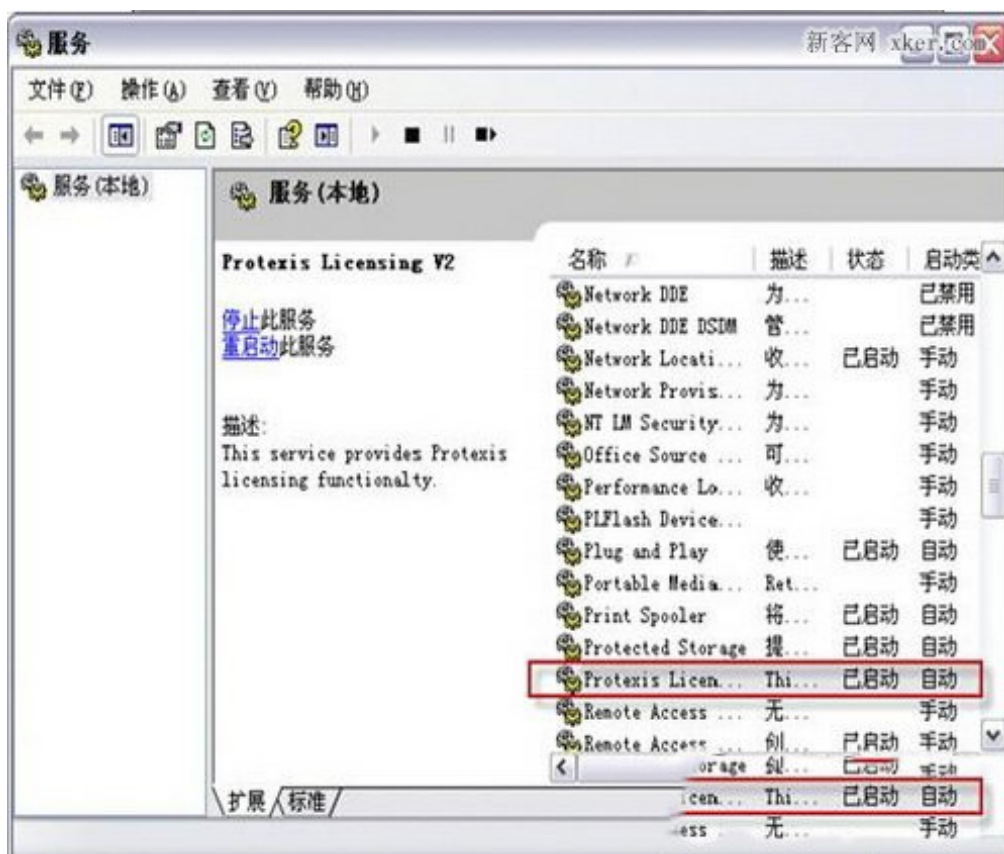 服务
新客网 xker.com
文件(F) 操作(A) 查看(V) 帮助(H)
服务(本地)
服务(本地)
Protexis Licensing V2
停止此服务
重启动此服务
描述:
This service provides Protexis
licensing functionalty.
名称 描述 状态 启动类
Network DDE 为... 已禁用
Network DDE DSDM 管... 已禁用
Network Locati... 收... 已启动 手动
Network Provis... 为... 手动
NT LM Security... 为... 手动
Office Source ... 可... 手动
Performance Lo... 收... 手动
PLFlash Device... 手动
Plug and Play 使... 已启动 自动
Portable Media... Ret... 手动
Print Spooler 将... 已启动 自动
Protected Storage 提... 已启动 自动
Protexis Licen... Thi... 已启动 自动
Remote Access ... 无... 手动
Remote Access ... 创... 已启动 手动
orage 已启动
icen... Thi... 已启动 自动
ess 无... 手动
扩展 标准